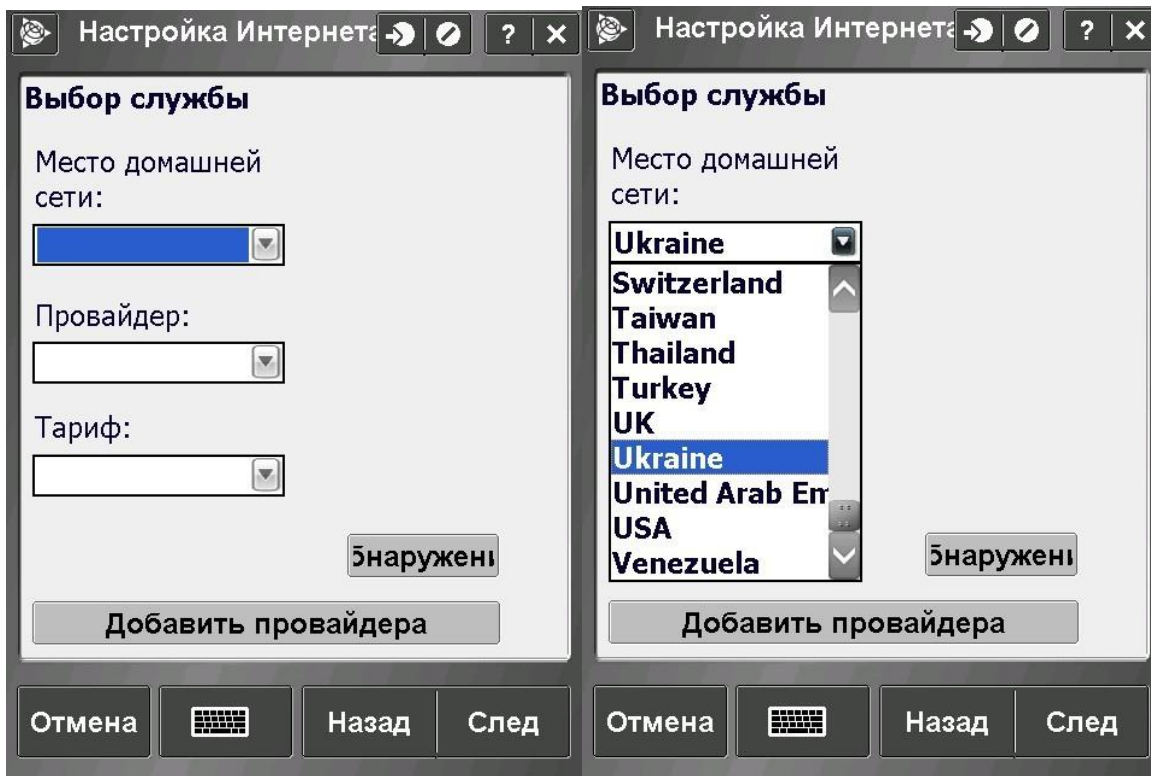 Настройка Интернета
?
×
Выбор службы
Место домашней
сети:
Провайдер:
Тариф:
бнаружени
Добавить провайдера
Отмена
Назад
След
Настройка Интернета
?
×
Выбор службы
Место домашней
сети:
Ukraine
Switzerland
Taiwan
Thailand
Turkey
UK
Ukraine
United Arab Em
USA
Venezuela
бнаружени
Добавить провайдера
Отмена
Назад
След